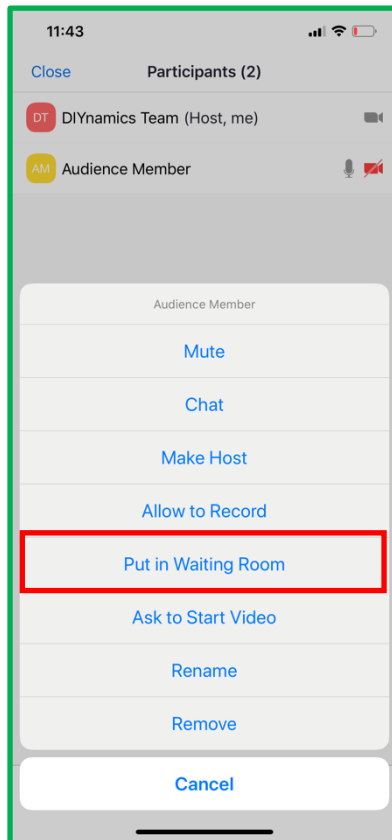 11:43
Close Participants (2)
DT DIYnamics Team (Host, me)
AM Audience Member
Audience Member
Mute
Chat
Make Host
Allow to Record
Put in Waiting Room
Ask to Start Video
Rename
Remove
Cancel